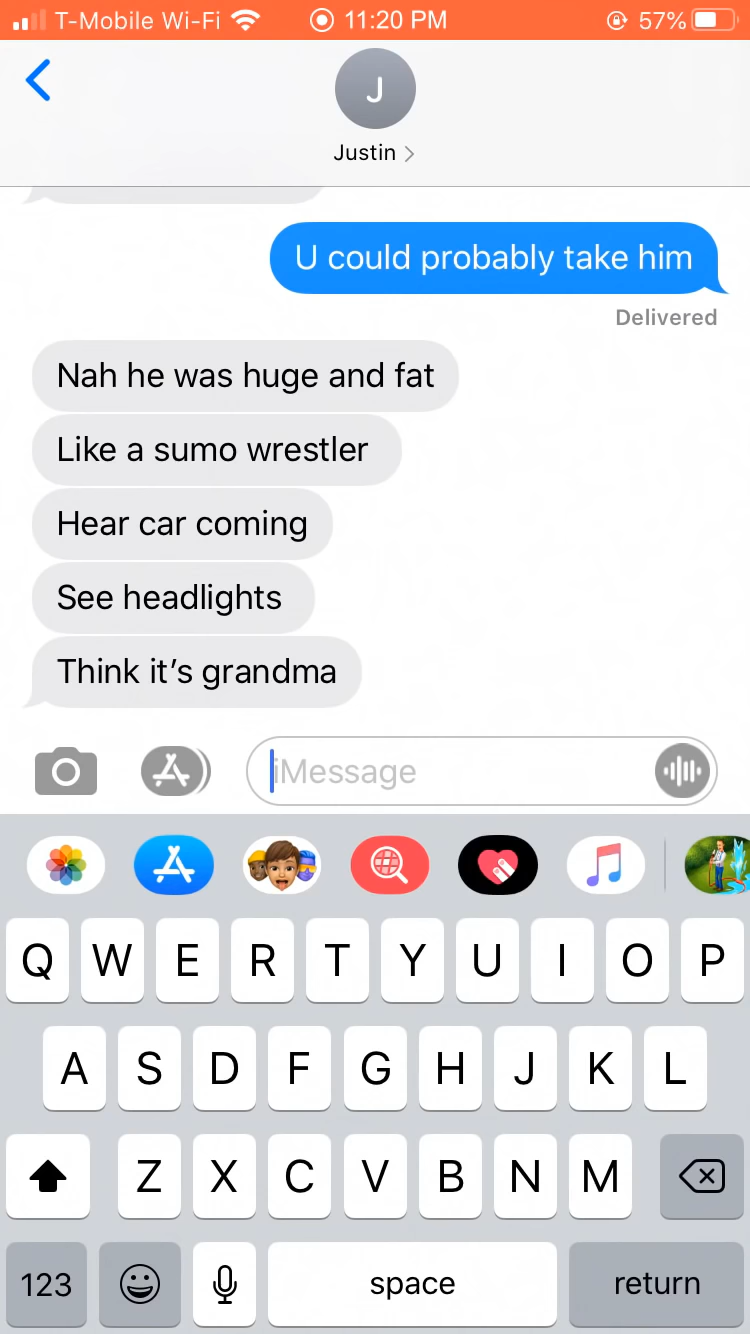 T-Mobile Wi-Fi 11:20 PM 57%
J
Justin
U could probably take him
Delivered
Nah he was huge and fat
Like a sumo wrestler
Hear car coming
See headlights
Think it’s grandma
iMessage
Q W E R T Y U I O P
A S D F G H J K L
Z X C V B N M
123 space return